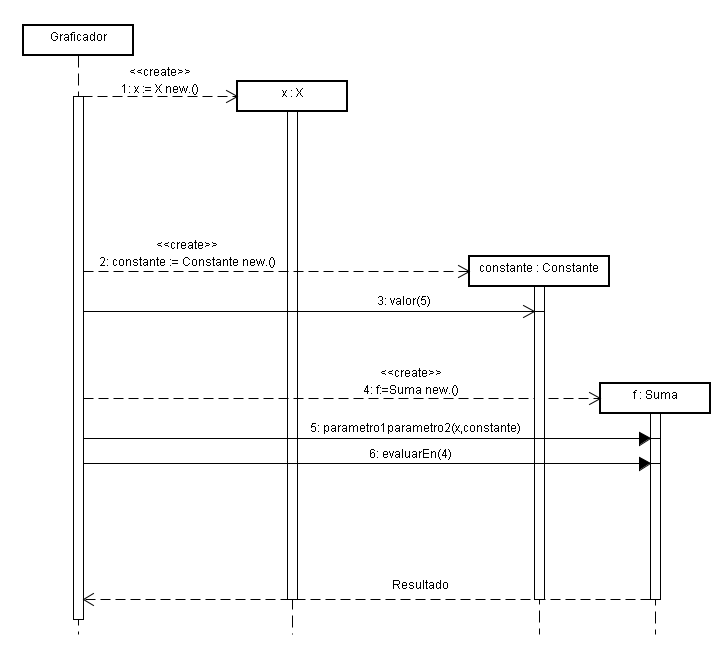 Graficador
<<create>>
1: x := X new.()
x : X
<<create>>
2: constante := Constante new.()
constante : Constante
3: valor(5)
<<create>>
4: f:=Suma new.()
f : Suma
5: parametro1parametro2(x,constante)
6: evaluarEn(4)
Resultado